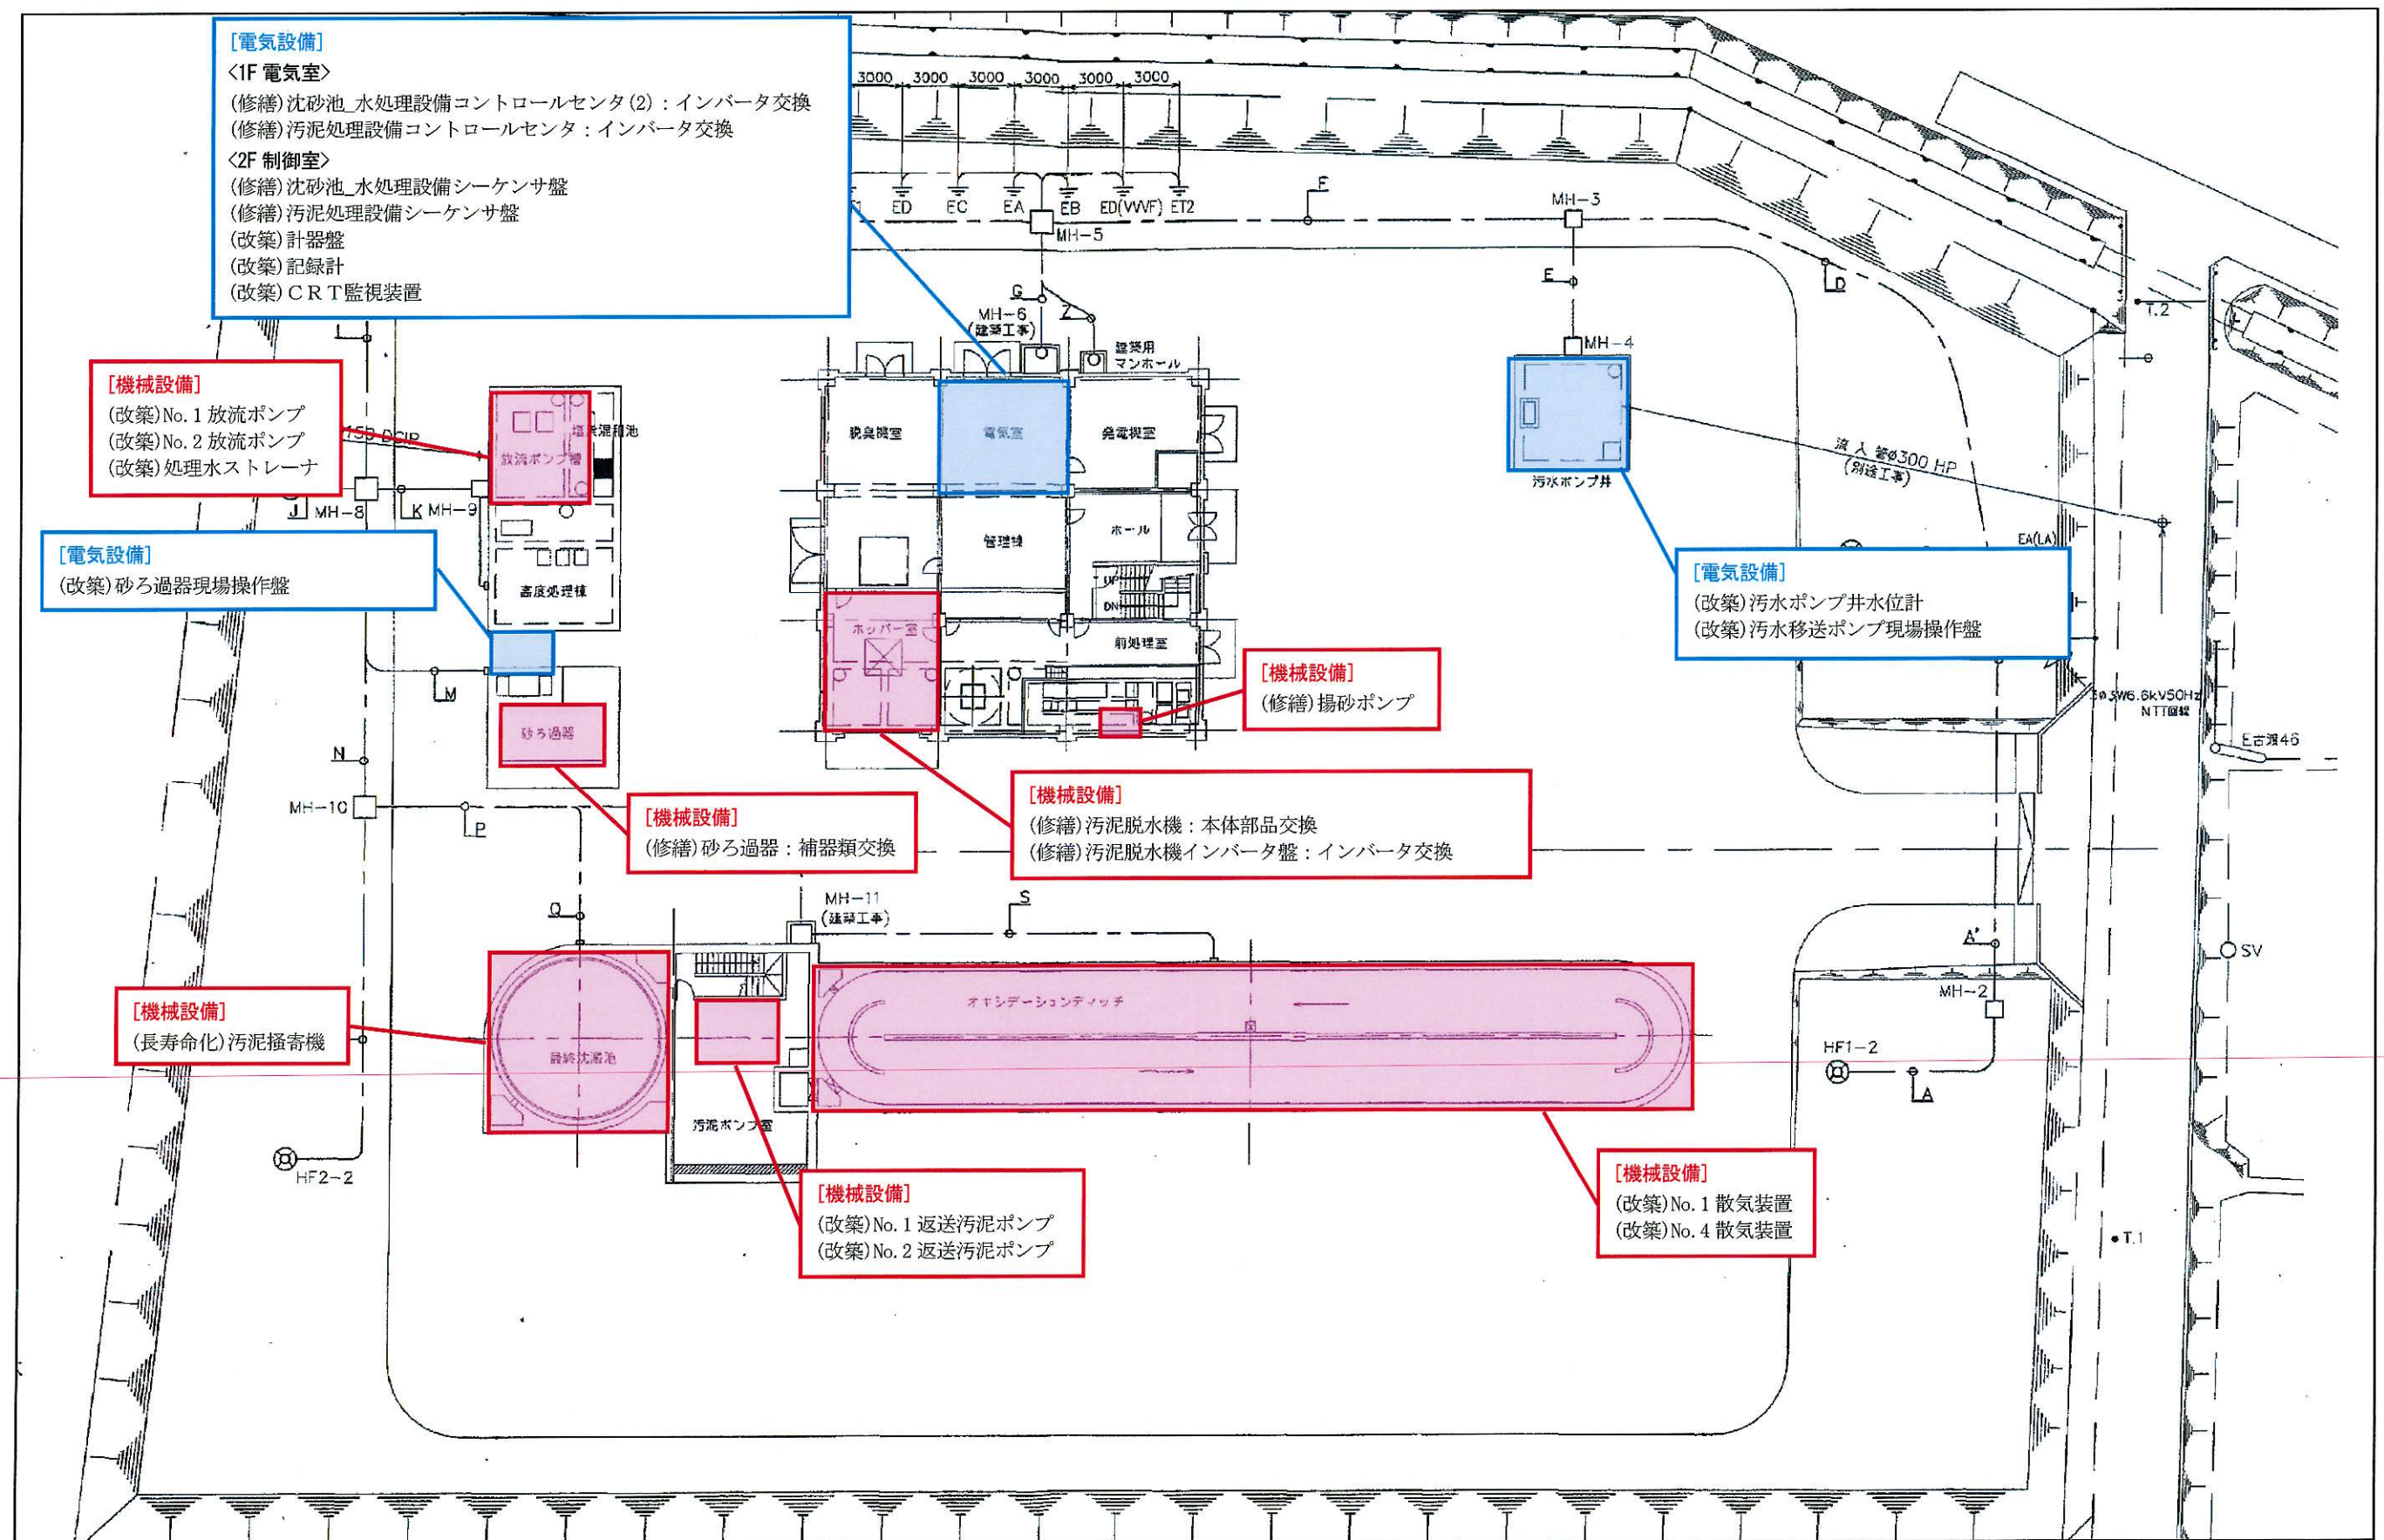 [電気設備]
<1F 電気室>
(修繕)沈砂池_水処理設備コントロールセンタ(2)：インバータ交換
(修繕)汚泥処理設備コントロールセンタ：インバータ交換
<2F 制御室>
(修繕)沈砂池_水処理設備シーケンサ盤
(修繕)汚泥処理設備シーケンサ盤
(改築)計器盤
(改築)記録計
(改築)ＣＲＴ監視装置
3000 3000 3000 3000 3000 3000
ED EC EA EB ED(VVVF) ET2
F
MH-3
MH-5
E
D
G
Z
MH-6
(建築工事)
建築用
マンホール
MH-4
T.2
[機械設備]
(改築)No.1 放流ポンプ
(改築)No.2 放流ポンプ
(改築)処理水ストレーナ
放流ポンプ槽
脱臭機室
電気室
発電機室
汚水ポンプ井
流入管φ300 HP
(別途工事)
J
MH-8
K
MH-9
高度処理棟
管理棟
ホール
UP
DN
EA(LA)
[電気設備]
(改築)砂ろ過器現場操作盤
[電気設備]
(改築)汚水ポンプ井水位計
(改築)汚水移送ポンプ現場操作盤
ホッパー室
前処理室
M
[機械設備]
(修繕)揚砂ポンプ
3φ3W6.6kV50Hz
NTT回線
砂ろ過器
E古渡46
N
MH-10
P
[機械設備]
(修繕)砂ろ過器：補器類交換
[機械設備]
(修繕)汚泥脱水機：本体部品交換
(修繕)汚泥脱水機インバータ盤：インバータ交換
Q
MH-11
(建築工事)
S
A'
SV
MH-2
オキシデーションディッチ
[機械設備]
(長寿命化)汚泥掻寄機
最終沈澱池
HF1-2
A
汚泥ポンプ室
HF2-2
[機械設備]
(改築)No.1 返送汚泥ポンプ
(改築)No.2 返送汚泥ポンプ
[機械設備]
(改築)No.1 散気装置
(改築)No.4 散気装置
T.1